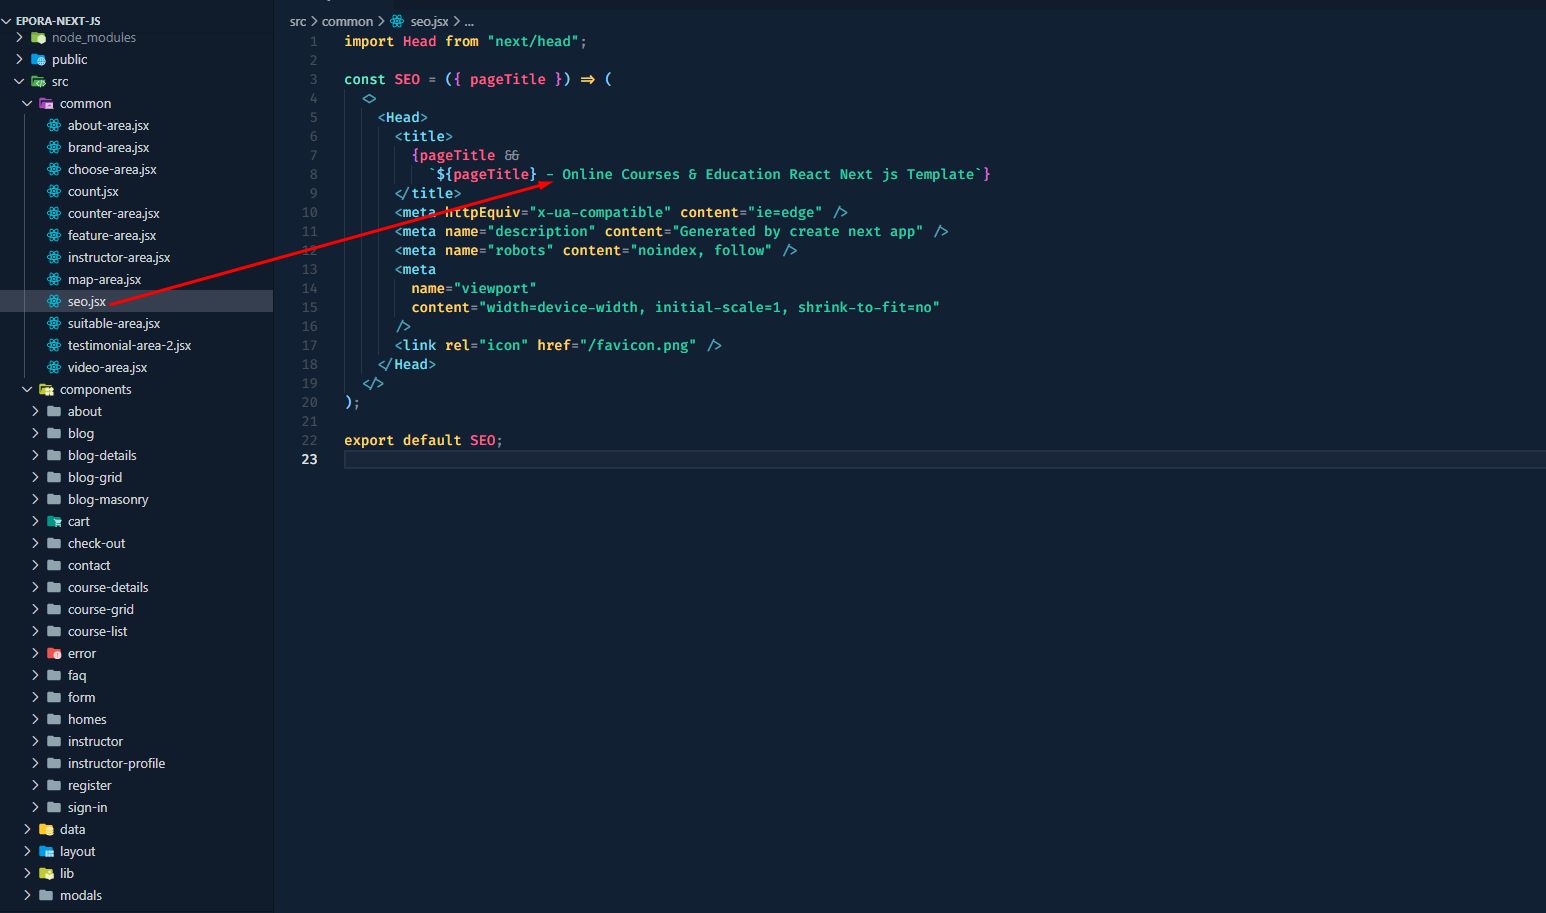 EPORA-NEXT-JS
node_modules
public
src
common
about-area.jsx
brand-area.jsx
choose-area.jsx
count.jsx
counter-area.jsx
feature-area.jsx
instructor-area.jsx
map-area.jsx
seo.jsx
suitable-area.jsx
testimonial-area-2.jsx
video-area.jsx
components
about
blog
blog-details
blog-grid
blog-masonry
cart
check-out
contact
course-details
course-grid
course-list
error
faq
form
homes
instructor
instructor-profile
register
sign-in
data
layout
lib
modals
src > common > seo.jsx > ...
1 import Head from "next/head";
2
3 const SEO = ({ pageTitle }) => (
4 <>
5 <Head>
6 <title>
7 {pageTitle &&
8 `${pageTitle} - Online Courses & Education React Next js Template`}
9 </title>
10 <meta httpEquiv="x-ua-compatible" content="ie=edge" />
11 <meta name="description" content="Generated by create next app" />
12 <meta name="robots" content="noindex, follow" />
13 <meta
14 name="viewport"
15 content="width=device-width, initial-scale=1, shrink-to-fit=no"
16 />
17 <link rel="icon" href="/favicon.png" />
18 </Head>
19 </>
20 );
21
22 export default SEO;
23